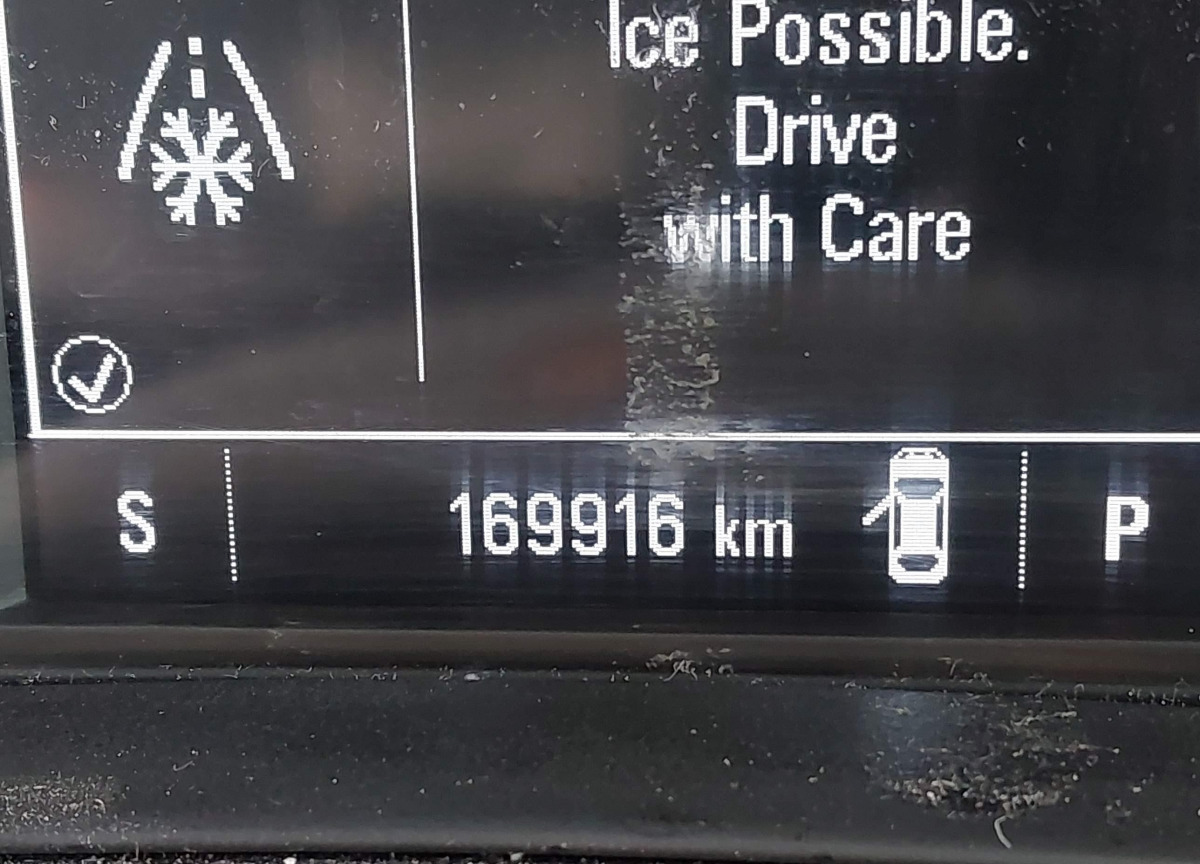 Ice Possible.
Drive
with Care
S
169916 km
P